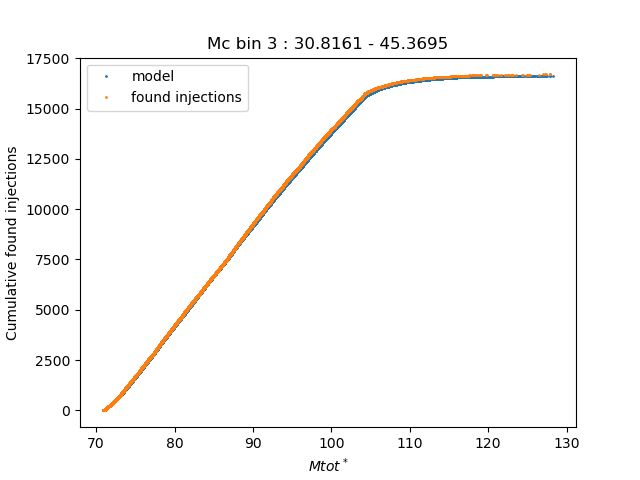 Mc bin 3 : 30.8161 - 45.3695
model
found injections
Cumulative found injections
17500
15000
12500
10000
7500
5000
2500
0
70 80 90 100 110 120 130
Mtot*